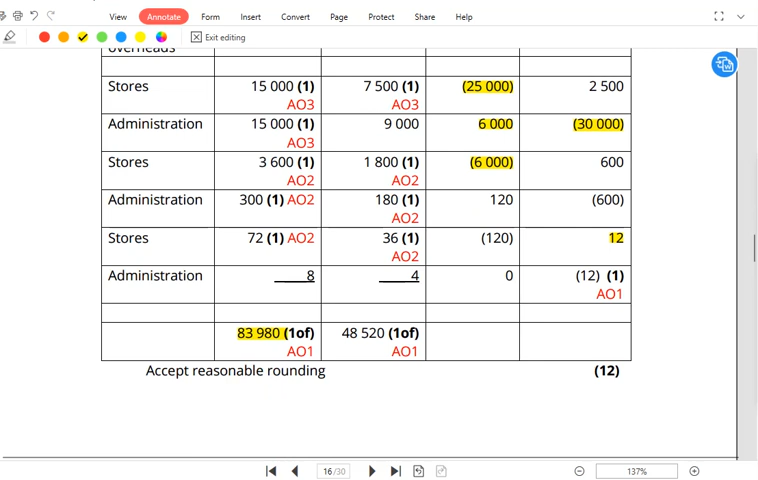 View Annotate Form Insert Convert Page Protect Share Help
Exit editing
overheads
Stores 15 000 (1) 7 500 (1) (25 000) 2 500
AO3 AO3
Administration 15 000 (1) 9 000 6 000 (30 000)
AO3
Stores 3 600 (1) 1 800 (1) (6 000) 600
AO2 AO2
Administration 300 (1) AO2 180 (1) 120 (600)
AO2
Stores 72 (1) AO2 36 (1) (120) 12
AO2
Administration 8 4 0 (12) (1)
AO1
83 980 (1of) 48 520 (1of)
AO1 AO1
Accept reasonable rounding (12)
16/30 137%